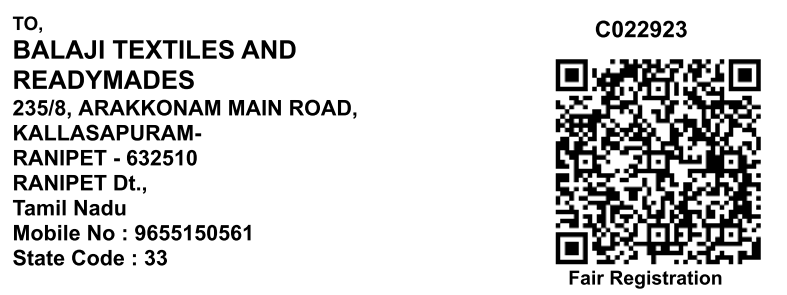 TO,
BALAJI TEXTILES AND
READYMADES
235/8, ARAKKONAM MAIN ROAD,
KALLASAPURAM-
RANIPET - 632510
RANIPET Dt.,
Tamil Nadu
Mobile No : 9655150561
State Code : 33
C022923
Fair Registration